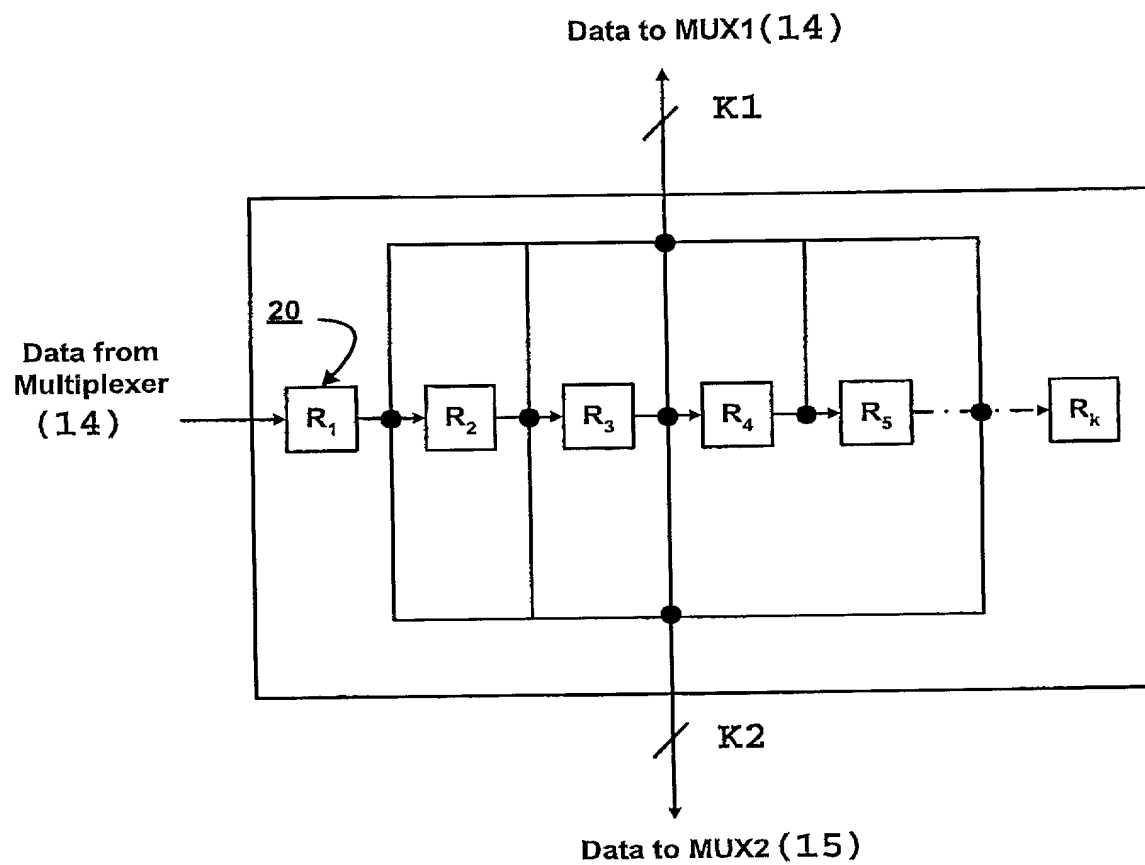 Data to MUX1(14)
K1
20
Data from
Multiplexer
(14)
R1 R2 R3 R4 R5 Rk
K2
Data to MUX2(15)